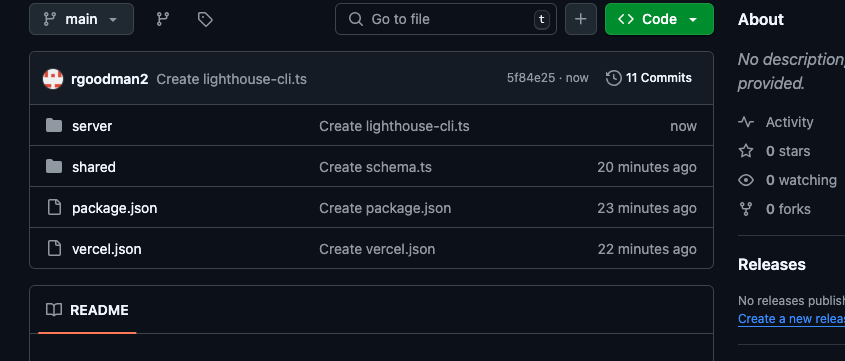 main
Go to file
t
Code
About
No description,
provided.
rgoodman2 Create lighthouse-cli.ts
5f84e25 · now
11 Commits
server Create lighthouse-cli.ts now
shared Create schema.ts 20 minutes ago
package.json Create package.json 23 minutes ago
vercel.json Create vercel.json 22 minutes ago
README
Activity
0 stars
0 watching
0 forks
Releases
No releases publish
Create a new relea